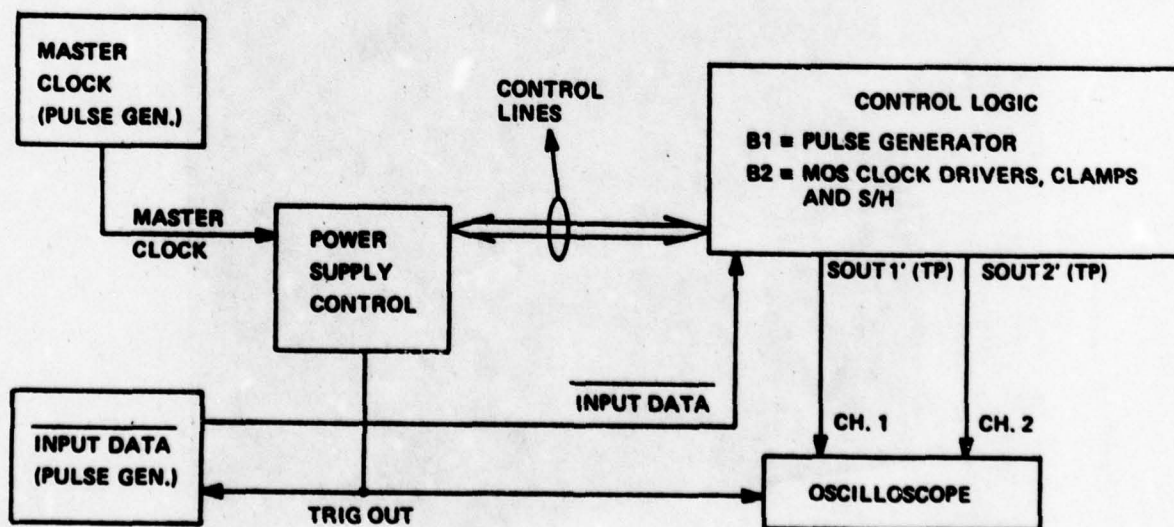 MASTER
CLOCK
(PULSE GEN.)
MASTER
CLOCK
POWER
SUPPLY
CONTROL
CONTROL
LINES
CONTROL LOGIC
B1 = PULSE GENERATOR
B2 = MOS CLOCK DRIVERS, CLAMPS
AND S/H
SOUT 1' (TP)
SOUT 2' (TP)
INPUT DATA
(PULSE GEN.)
INPUT DATA
TRIG OUT
CH. 1
CH. 2
OSCILLOSCOPE